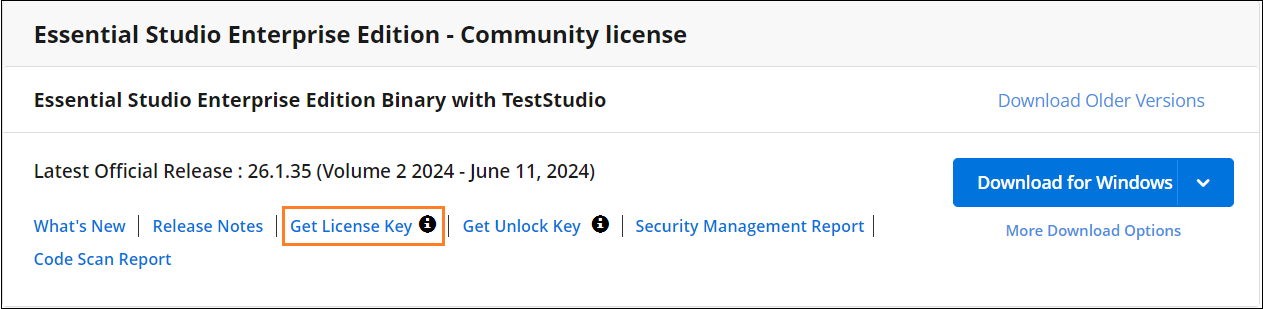 Essential Studio Enterprise Edition - Community license
Essential Studio Enterprise Edition Binary with TestStudio
Download Older Versions
Latest Official Release : 26.1.35 (Volume 2 2024 - June 11, 2024)
Download for Windows
What's New | Release Notes | Get License Key i | Get Unlock Key i | Security Management Report |
More Download Options
Code Scan Report